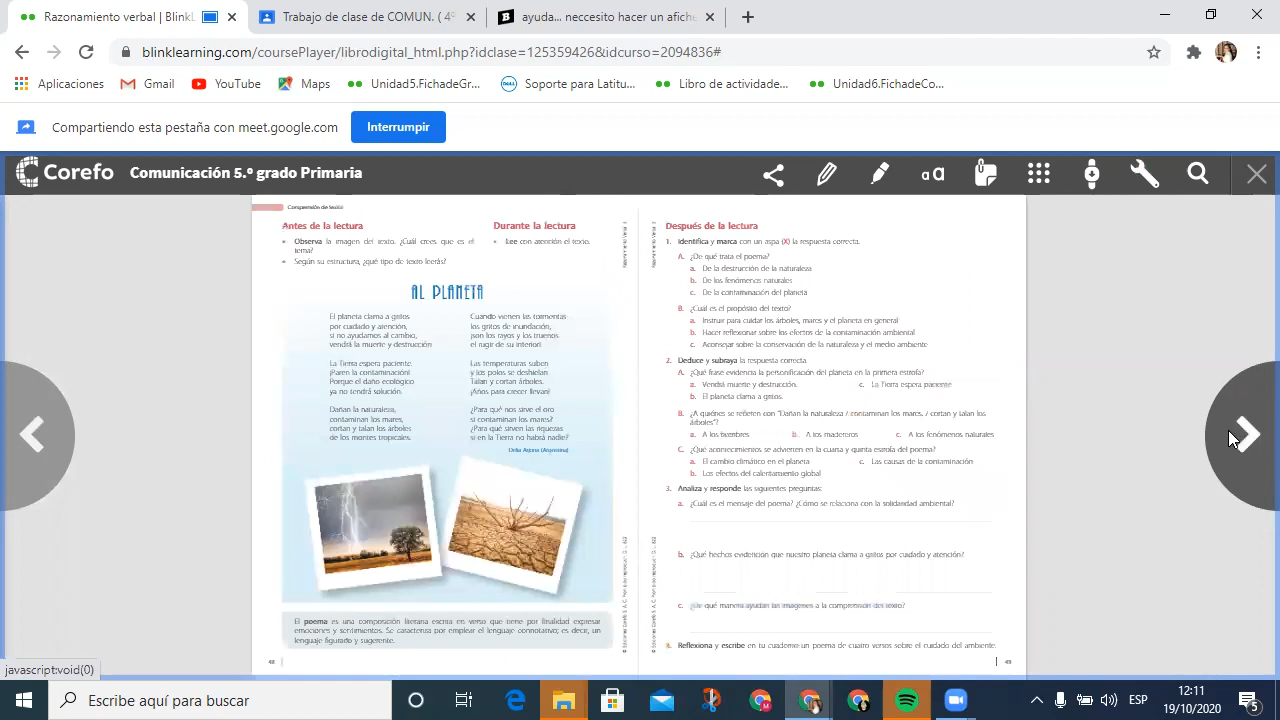 Razonamiento verbal | BlinkL
Trabajo de clase de COMUN. ( 4°
ayuda... neccesito hacer un afiche
blinklearning.com/coursePlayer/librodigital_html.php?idclase=125359426&idcurso=2094836#
Aplicaciones
Gmail
YouTube
Maps
Unidad5.FichadeGr...
Soporte para Latitu...
Libro de actividade...
Unidad6.FichadeCo...
Compartiendo esta pestaña con meet.google.com
Interrumpir
Corefo
Comunicación 5.º grado Primaria
Comprensión de textos
Antes de la lectura
• Observa la imagen del texto. ¿Cuál crees que es el
tema?
• Según su estructura, ¿qué tipo de texto leerás?
Durante la lectura
• Lee con atención el texto.
AL PLANETA
El planeta clama a gritos
por cuidado y atención,
si no ayudamos al cambio,
vendrá la muerte y destrucción
La Tierra espera paciente.
¡Paren la contaminación!
Porque el daño ecológico
ya no tendrá solución.
Dañan la naturaleza,
contaminan los mares,
cortan y talan los árboles
de los montes tropicales.
Cuando vienen las tormentas
los gritos de inundación,
¡son los rayos y los truenos
el rugir de su interior!
Las temperaturas suben
y los polos se deshielan
Talan y cortan árboles.
¡Años para crecer llevan!
¿Para qué nos sirve el oro
si contaminan los mares?
¿Para qué sirven las riquezas
si en la Tierra no habrá nadie?
Delia Arjona (Argentina)
El poema es una composición literaria escrita en verso que tiene por finalidad expresar
emociones y sentimientos. Se caracteriza por emplear el lenguaje connotativo; es decir, un
lenguaje figurado y sugerente.
48
Después de la lectura
1. Identifica y marca con un aspa (X) la respuesta correcta.
A. ¿De qué trata el poema?
a. De la destrucción de la naturaleza
b. De los fenómenos naturales
c. De la contaminación del planeta
B. ¿Cuál es el propósito del texto?
a. Instruir para cuidar los árboles, mares y el planeta en general
b. Hacer reflexionar sobre los efectos de la contaminación ambiental
c. Aconsejar sobre la conservación de la naturaleza y el medio ambiente
2. Deduce y subraya la respuesta correcta.
A. ¿Qué frase evidencia la personificación del planeta en la primera estrofa?
a. Vendrá muerte y destrucción.
c. La Tierra espera paciente
b. El planeta clama a gritos.
B. ¿A quiénes se refieren con "Dañan la naturaleza / contaminan los mares, / cortan y talan los
árboles"?
a. A los hombres
b. A los madereros
c. A los fenómenos naturales
C. ¿Qué acontecimientos se advierten en la cuarta y quinta estrofa del poema?
a. El cambio climático en el planeta
c. Las causas de la contaminación
b. Los efectos del calentamiento global
3. Analiza y responde las siguientes preguntas:
a. ¿Cuál es el mensaje del poema? ¿Cómo se relaciona con la solidaridad ambiental?
b. ¿Qué hechos evidencian que nuestro planeta clama a gritos por cuidado y atención?
c. ¿De qué manera ayudan las imágenes a la comprensión del texto?
4. Reflexiona y escribe en tu cuaderno un poema de cuatro versos sobre el cuidado del ambiente.
49
javascript:void(0)
Escribe aquí para buscar
ESP
12:11
19/10/2020
5